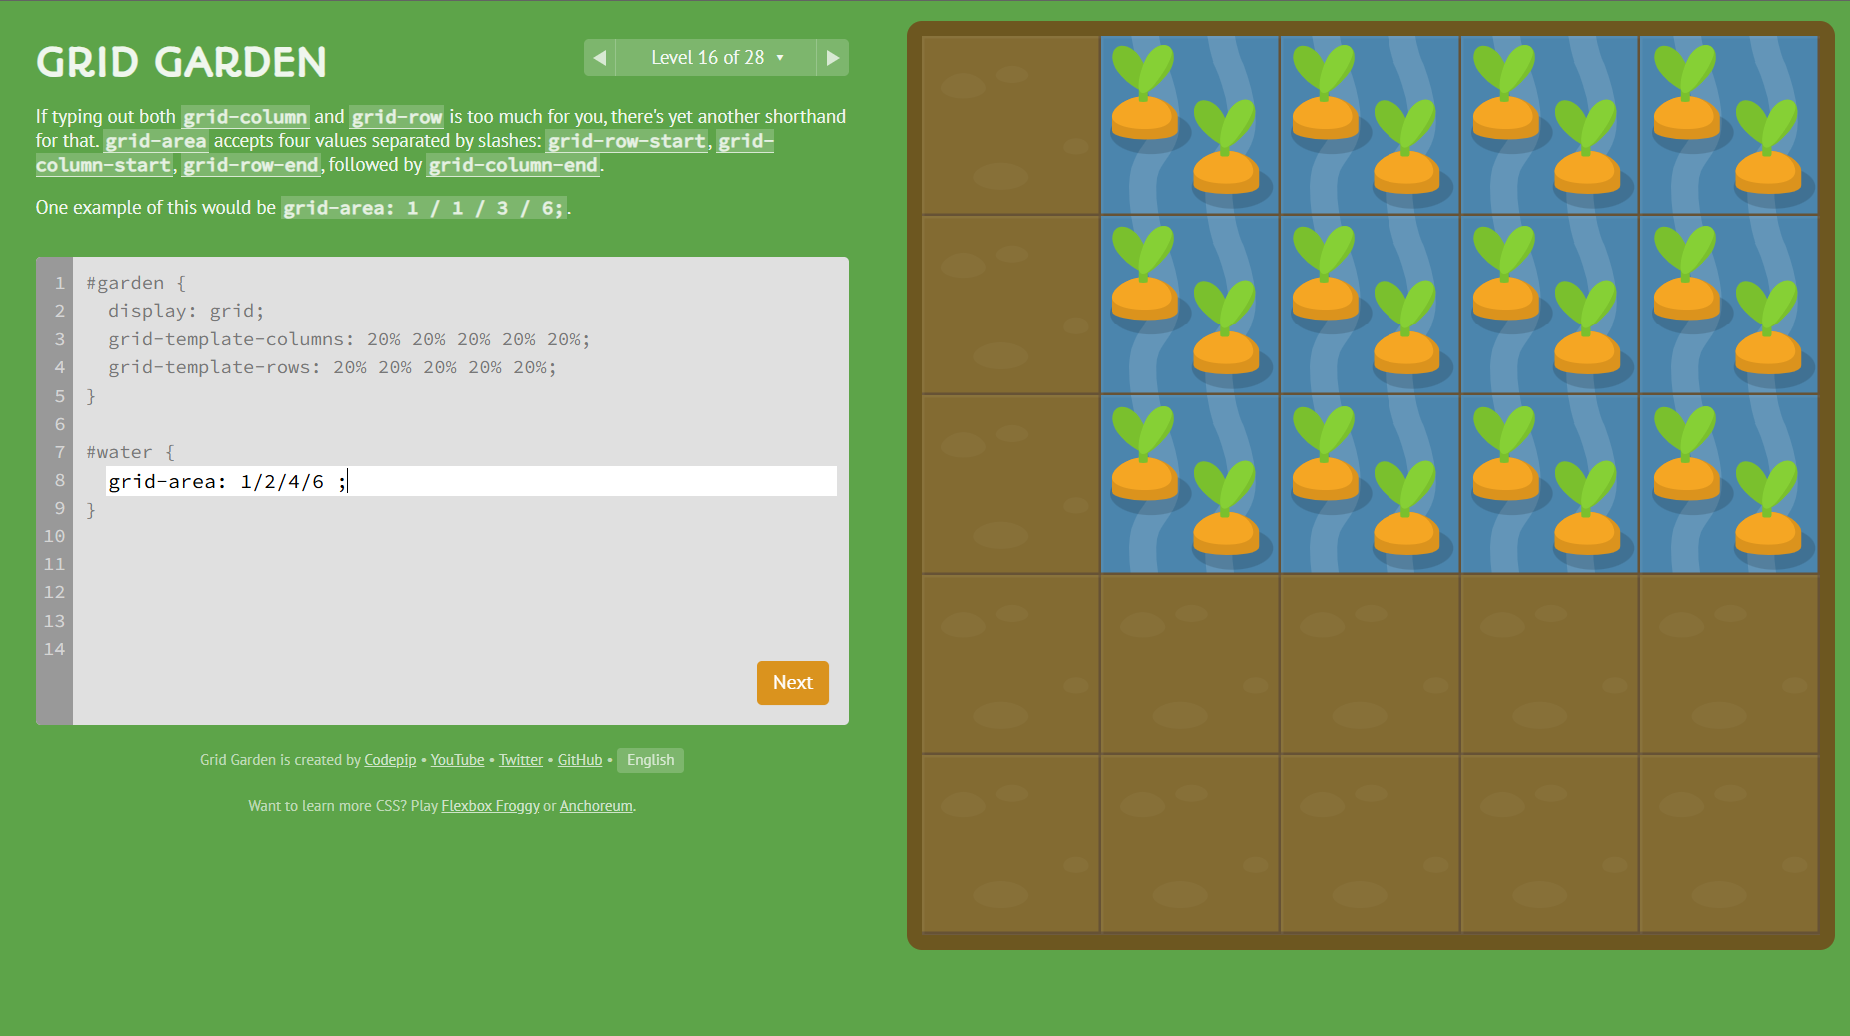 GRID GARDEN
◀ Level 16 of 28 ▾ ▶
If typing out both grid-column and grid-row is too much for you, there's yet another shorthand
for that. grid-area accepts four values separated by slashes: grid-row-start, grid-
column-start, grid-row-end, followed by grid-column-end.
One example of this would be grid-area: 1 / 1 / 3 / 6;.
1 #garden {
2 display: grid;
3 grid-template-columns: 20% 20% 20% 20% 20%;
4 grid-template-rows: 20% 20% 20% 20% 20%;
5 }
6
7 #water {
8 grid-area: 1/2/4/6 ;
9 }
10
11
12
13
14
Next
Grid Garden is created by Codepip • YouTube • Twitter • GitHub • English
Want to learn more CSS? Play Flexbox Froggy or Anchoreum.